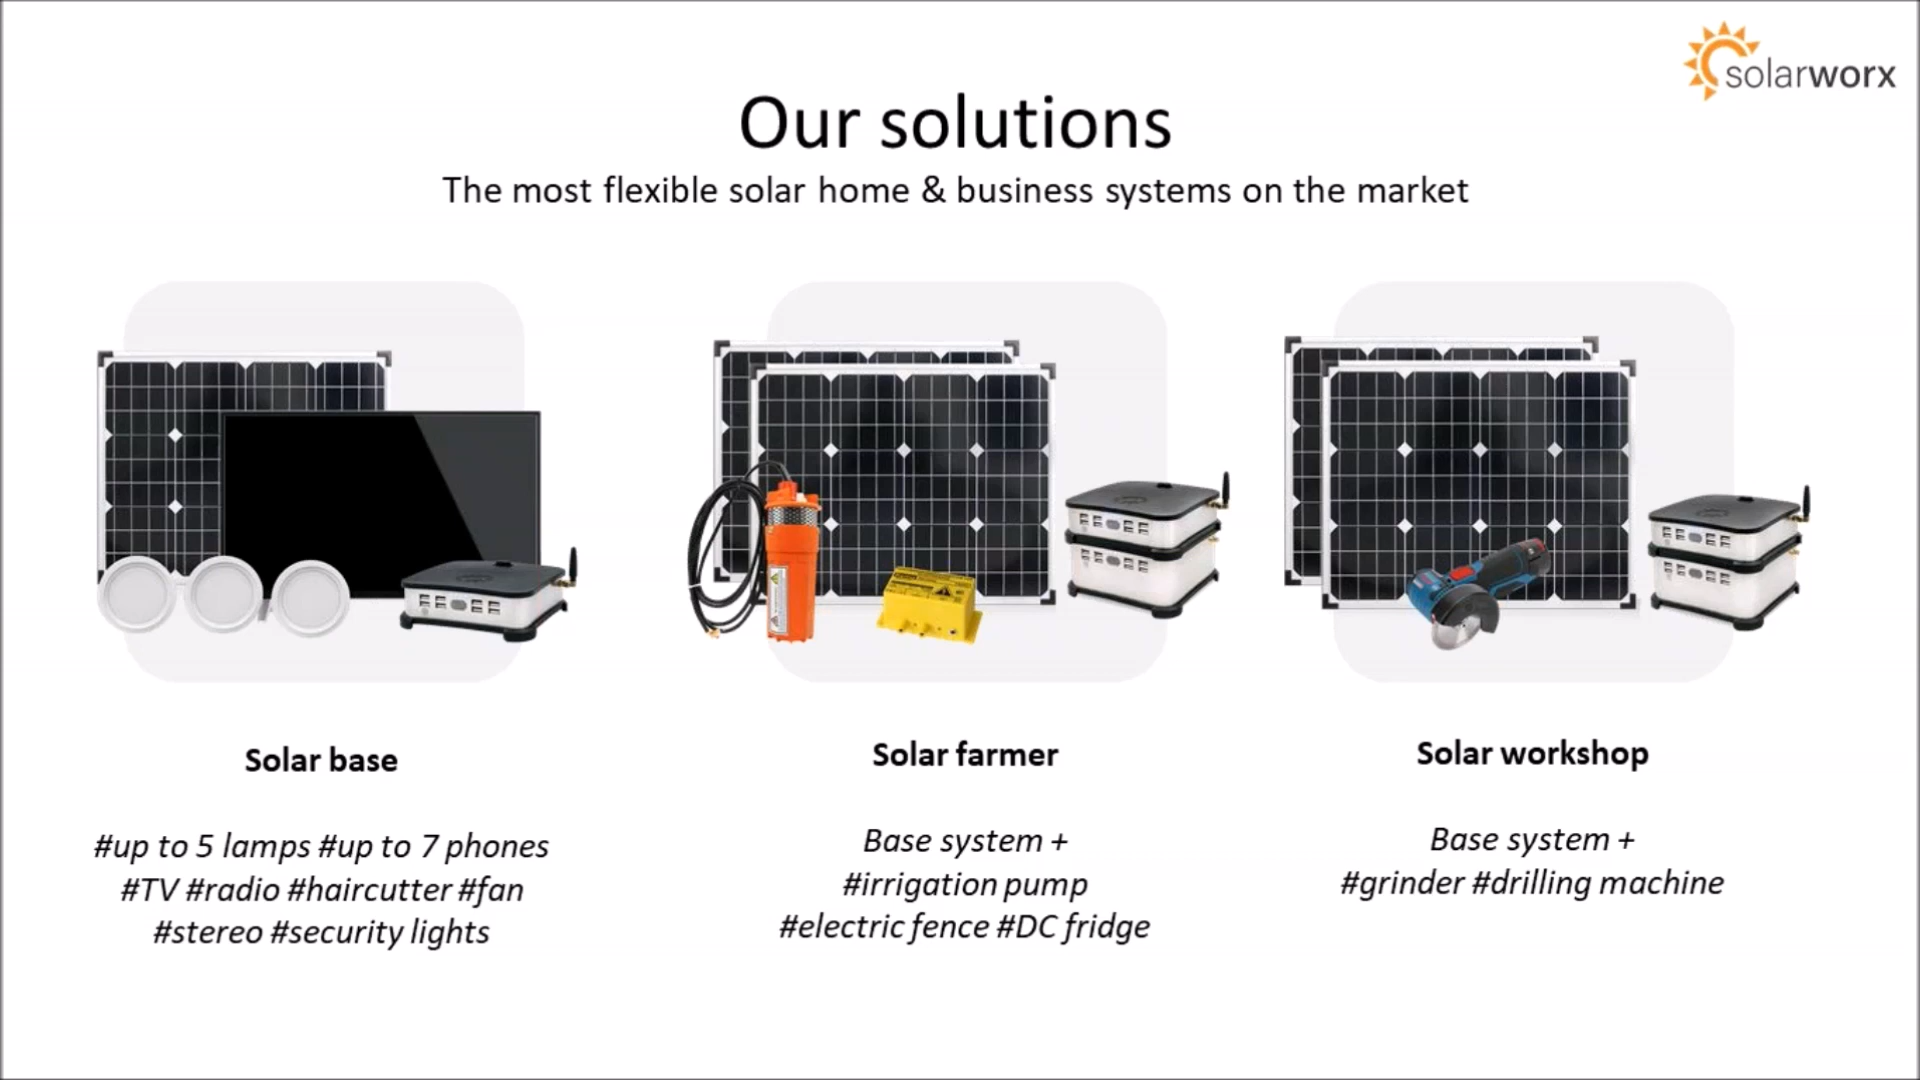 solarworx
Our solutions
The most flexible solar home & business systems on the market
Solar base
#up to 5 lamps #up to 7 phones
#TV #radio #haircutter #fan
#stereo #security lights
Solar farmer
Base system +
#irrigation pump
#electric fence #DC fridge
Solar workshop
Base system +
#grinder #drilling machine